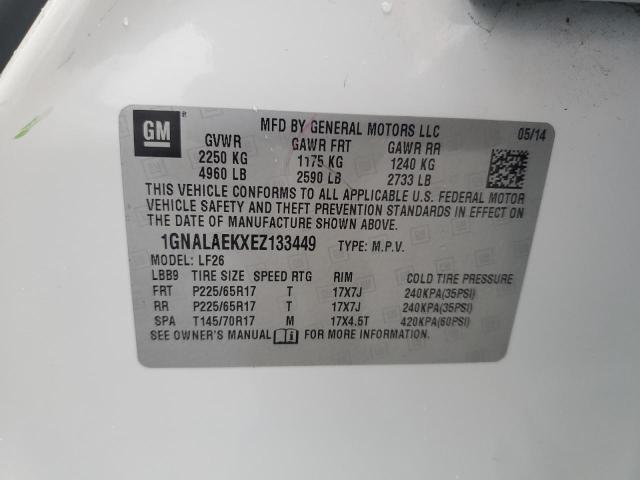 GM
MFD BY GENERAL MOTORS LLC 05/14
GVWR GAWR FRT GAWR RR
2250 KG 1175 KG 1240 KG
4960 LB 2590 LB 2733 LB
THIS VEHICLE CONFORMS TO ALL APPLICABLE U.S. FEDERAL MOTOR
VEHICLE SAFETY AND THEFT PREVENTION STANDARDS IN EFFECT ON
THE DATE OF MANUFACTURE SHOWN ABOVE.
1GNALAEKXEZ133449 TYPE: M.P.V.
MODEL: LF26
LBB9 TIRE SIZE SPEED RTG RIM COLD TIRE PRESSURE
FRT P225/65R17 T 17X7J 240KPA(35PSI)
RR P225/65R17 T 17X7J 240KPA(35PSI)
SPA T145/70R17 M 17X4.5T 420KPA(60PSI)
SEE OWNER'S MANUAL FOR MORE INFORMATION.